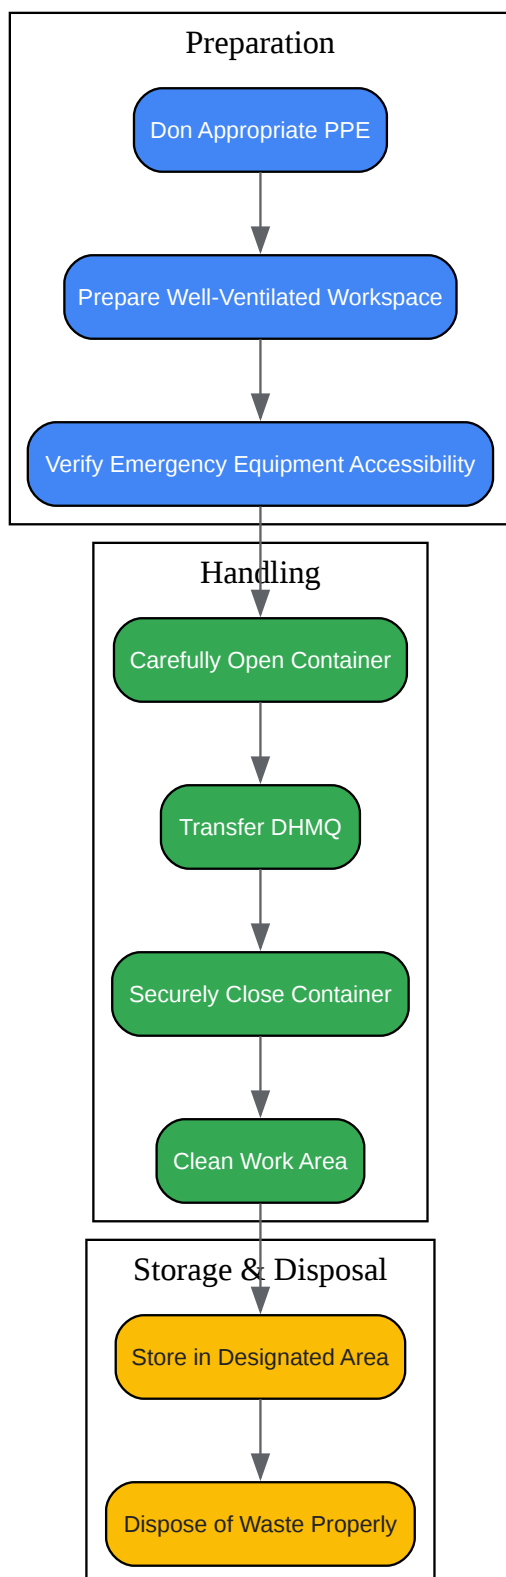 Preparation
Don Appropriate PPE
Prepare Well-Ventilated Workspace
Verify Emergency Equipment Accessibility
Handling
Carefully Open Container
Transfer DHMQ
Securely Close Container
Clean Work Area
Storage & Disposal
Store in Designated Area
Dispose of Waste Properly